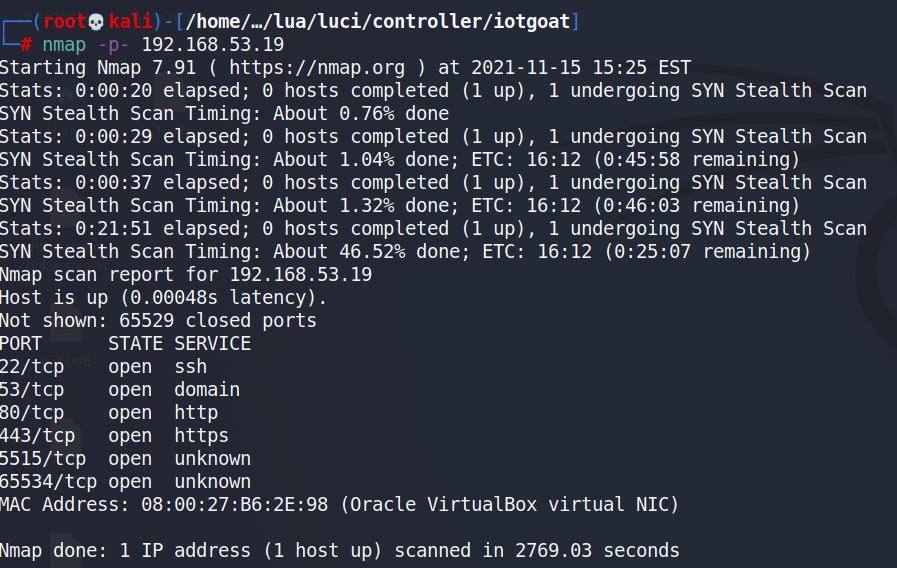 ┌──(root💀kali)-[/home/…/lua/luci/controller/iotgoat]
└─# nmap -p- 192.168.53.19
Starting Nmap 7.91 ( https://nmap.org ) at 2021-11-15 15:25 EST
Stats: 0:00:20 elapsed; 0 hosts completed (1 up), 1 undergoing SYN Stealth Scan
SYN Stealth Scan Timing: About 0.76% done
Stats: 0:00:29 elapsed; 0 hosts completed (1 up), 1 undergoing SYN Stealth Scan
SYN Stealth Scan Timing: About 1.04% done; ETC: 16:12 (0:45:58 remaining)
Stats: 0:00:37 elapsed; 0 hosts completed (1 up), 1 undergoing SYN Stealth Scan
SYN Stealth Scan Timing: About 1.32% done; ETC: 16:12 (0:46:03 remaining)
Stats: 0:21:51 elapsed; 0 hosts completed (1 up), 1 undergoing SYN Stealth Scan
SYN Stealth Scan Timing: About 46.52% done; ETC: 16:12 (0:25:07 remaining)
Nmap scan report for 192.168.53.19
Host is up (0.00048s latency).
Not shown: 65529 closed ports
PORT      STATE SERVICE
22/tcp    open  ssh
53/tcp    open  domain
80/tcp    open  http
443/tcp   open  https
5515/tcp  open  unknown
65534/tcp open  unknown
MAC Address: 08:00:27:B6:2E:98 (Oracle VirtualBox virtual NIC)
Nmap done: 1 IP address (1 host up) scanned in 2769.03 seconds